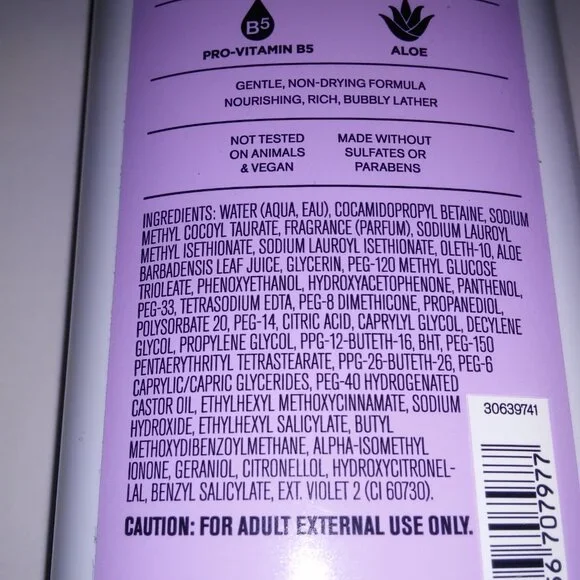 B5
PRO-VITAMIN B5
ALOE
GENTLE, NON-DRYING FORMULA
NOURISHING, RICH, BUBBLY LATHER
NOT TESTED
ON ANIMALS
& VEGAN
MADE WITHOUT
SULFATES OR
PARABENS
INGREDIENTS: WATER (AQUA, EAU), COCAMIDOPROPYL BETAINE, SODIUM
METHYL COCOYL TAURATE, FRAGRANCE (PARFUM), SODIUM LAUROYL
METHYL ISETHIONATE, SODIUM LAUROYL ISETHIONATE, OLETH-10, ALOE
BARBADENSIS LEAF JUICE, GLYCERIN, PEG-120 METHYL GLUCOSE
TRIOLEATE, PHENOXYETHANOL, HYDROXYACETOPHENONE, PANTHENOL,
PEG-33, TETRASODIUM EDTA, PEG-8 DIMETHICONE, PROPANEDIOL,
POLYSORBATE 20, PEG-14, CITRIC ACID, CAPRYLYL GLYCOL, DECYLENE
GLYCOL, PROPYLENE GLYCOL, PPG-12-BUTETH-16, BHT, PEG-150
PENTAERYTHRITYL TETRASTEARATE, PPG-26-BUTETH-26, PEG-6
CAPRYLIC/CAPRIC GLYCERIDES, PEG-40 HYDROGENATED
CASTOR OIL, ETHYLHEXYL METHOXYCINNAMATE, SODIUM
HYDROXIDE, ETHYLHEXYL SALICYLATE, BUTYL
METHOXYDIBENZOYLMETHANE, ALPHA-ISOMETHYL
IONONE, GERANIOL, CITRONELLOL, HYDROXYCITRONEL-
LAL, BENZYL SALICYLATE, EXT. VIOLET 2 (CI 60730).
CAUTION: FOR ADULT EXTERNAL USE ONLY.
30639741
707977